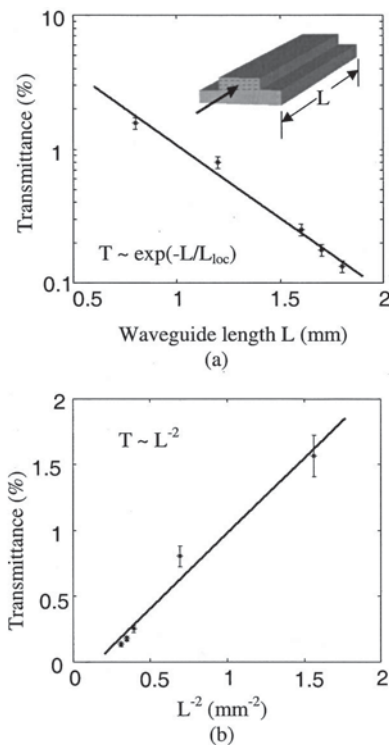 10
1
0.1
Transmittance (%)
L
T ~ exp(-L/L_loc)
0.5
1
1.5
2
Waveguide length L (mm)
(a)
2
1.5
1
0.5
0
Transmittance (%)
T ~ L⁻²
0
0.5
1
1.5
2
L⁻² (mm⁻²)
(b)